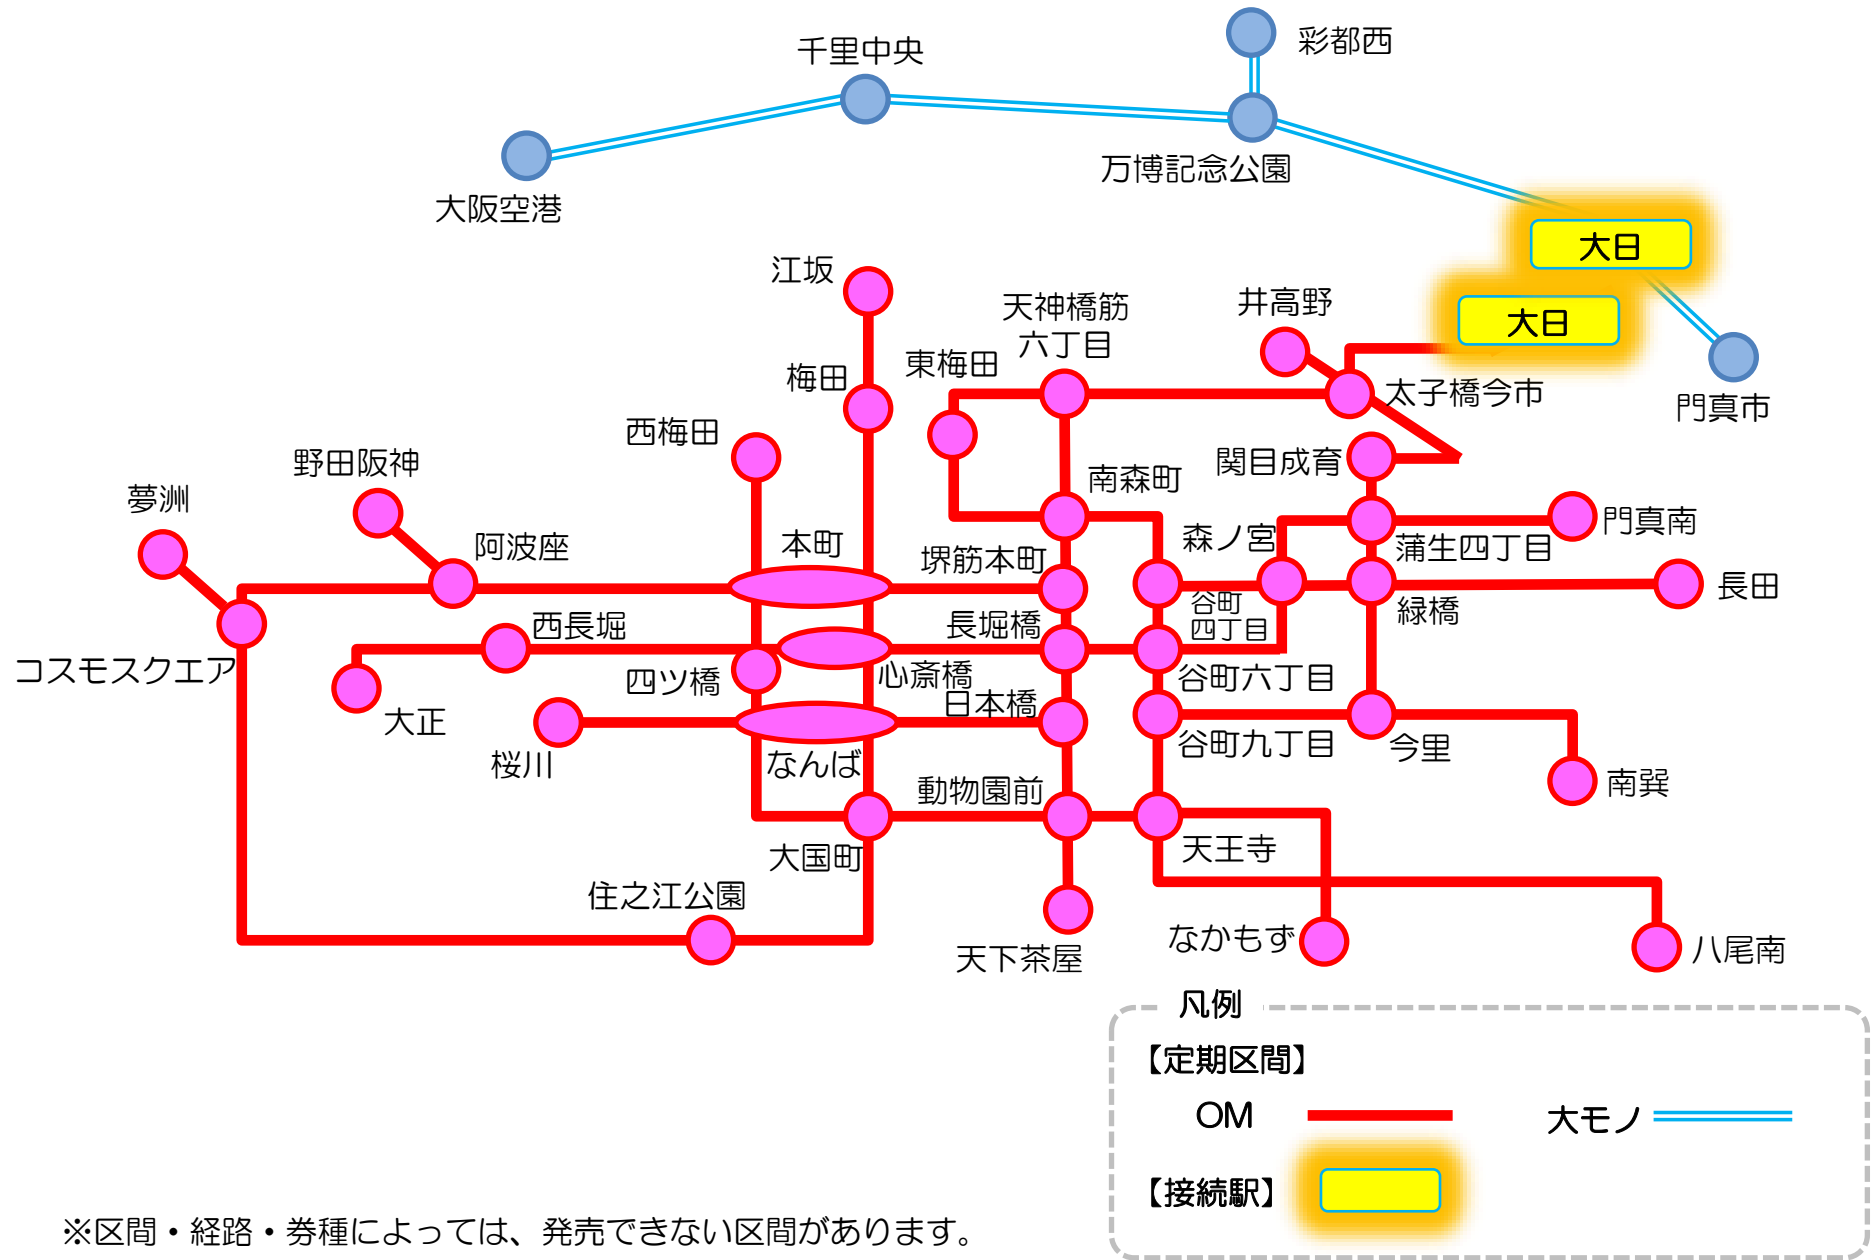 彩都西
千里中央
万博記念公園
大阪空港
大日
江坂
井高野
天神橋筋
六丁目
大日
東梅田
梅田
太子橋今市
門真市
西梅田
野田阪神
関目成育
南森町
夢洲
門真南
森ノ宮
本町
阿波座
堺筋本町
蒲生四丁目
長田
谷町
四丁目
緑橋
西長堀
長堀橋
コスモスクエア
四ツ橋
心斎橋
谷町六丁目
日本橋
大正
谷町九丁目
今里
桜川
なんば
動物園前
南巽
大国町
天王寺
住之江公園
なかもず
天下茶屋
八尾南
凡例
【定期区間】
OM
大モノ
【接続駅】
※区間・経路・券種によっては、発売できない区間があります。